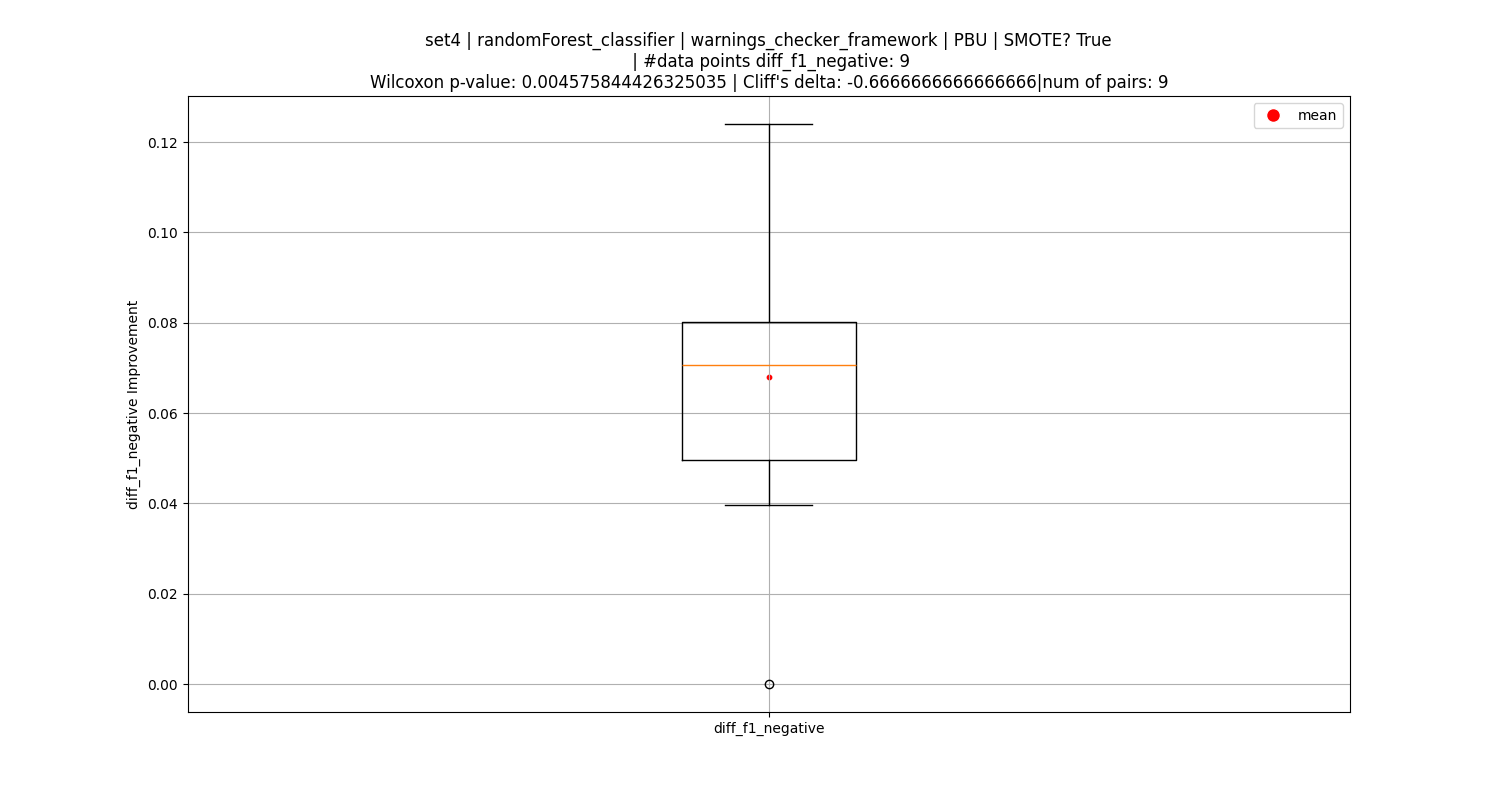 set4 | randomForest_classifier | warnings_checker_framework | PBU | SMOTE? True
| #data points diff_f1_negative: 9
Wilcoxon p-value: 0.004575844426325035 | Cliff's delta: -0.6666666666666666|num of pairs: 9
mean
0.12
0.10
0.08
0.06
0.04
0.02
0.00
diff_f1_negative Improvement
diff_f1_negative